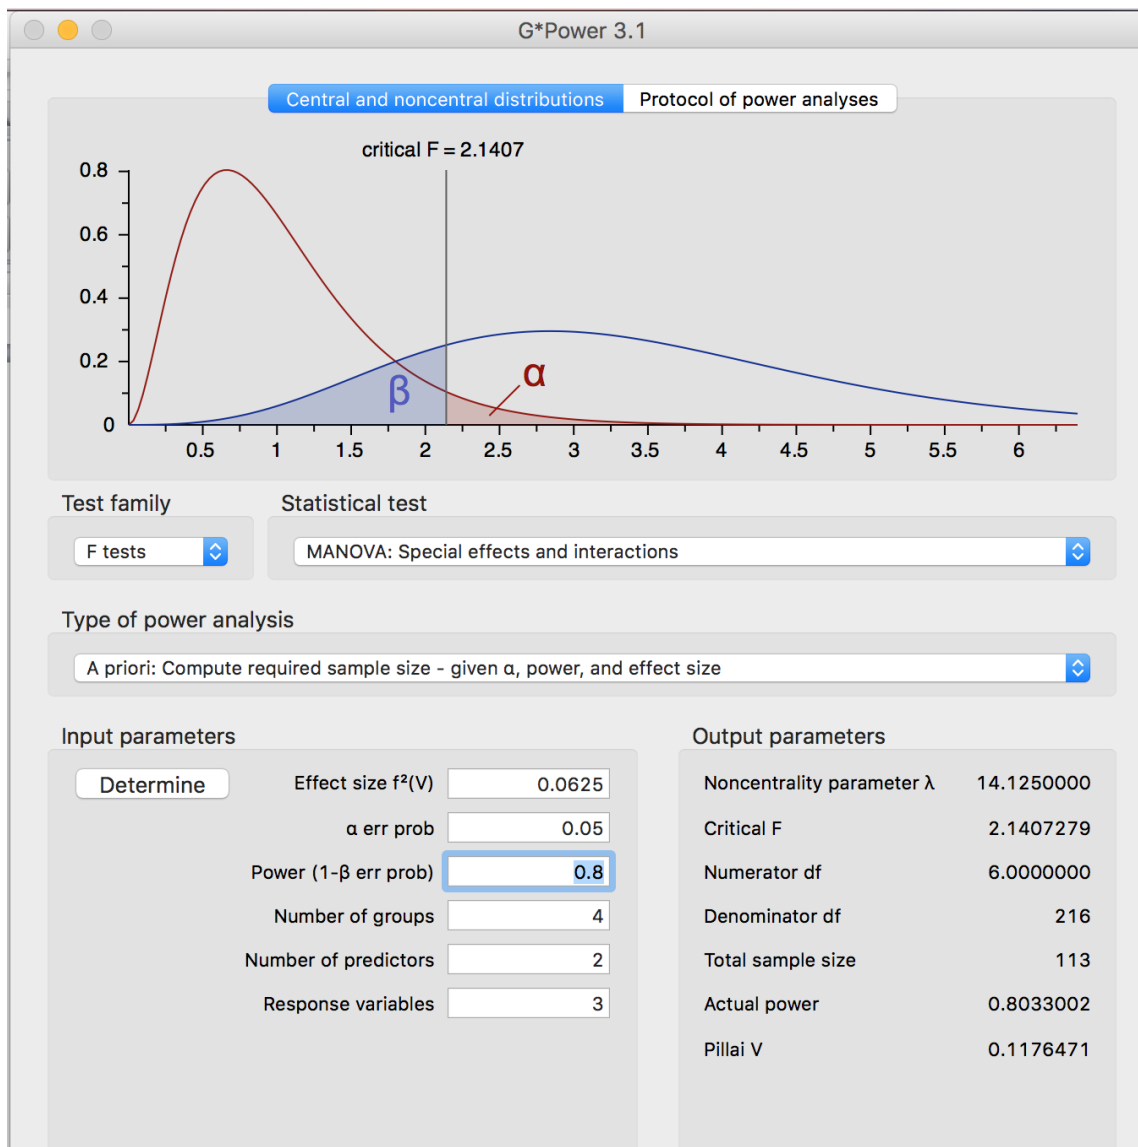 G*Power 3.1
Central and noncentral distributions Protocol of power analyses
critical F = 2.1407
0.8
0.6
0.4
0.2
0
β
α
0.5 1 1.5 2 2.5 3 3.5 4 4.5 5 5.5 6
Test family Statistical test
F tests MANOVA: Special effects and interactions
Type of power analysis
A priori: Compute required sample size - given α, power, and effect size
Input parameters Output parameters
Determine Effect size f²(V) 0.0625 Noncentrality parameter λ 14.1250000
α err prob 0.05 Critical F 2.1407279
Power (1-β err prob) 0.8 Numerator df 6.0000000
Number of groups 4 Denominator df 216
Number of predictors 2 Total sample size 113
Response variables 3 Actual power 0.8033002
Pillai V 0.1176471